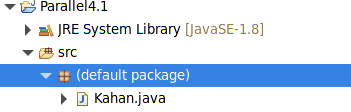 Parallel4.1
JRE System Library [JavaSE-1.8]
src
(default package)
Kahan.java